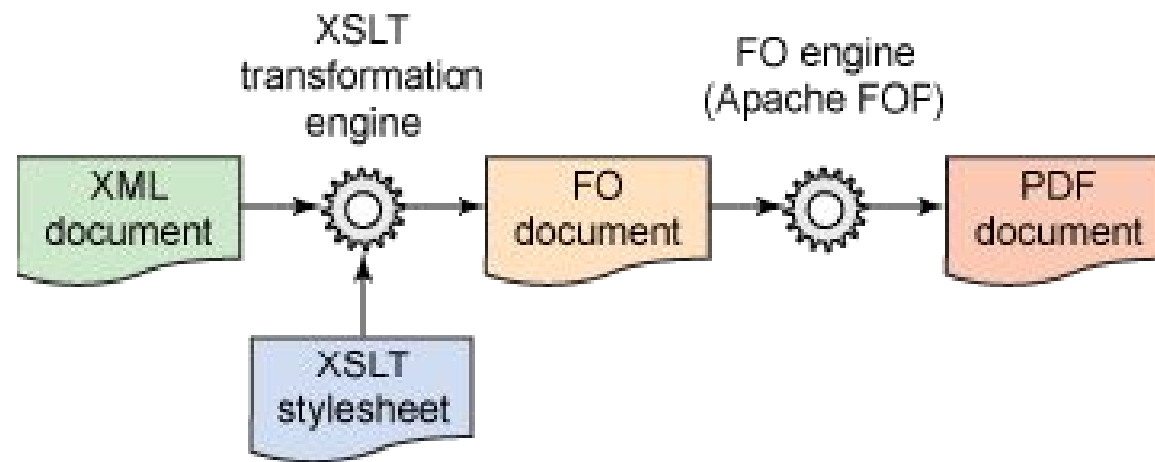 XSLT
transformation
engine
FO engine
(Apache FOF)
XML
document
FO
document
PDF
document
XSLT
stylesheet